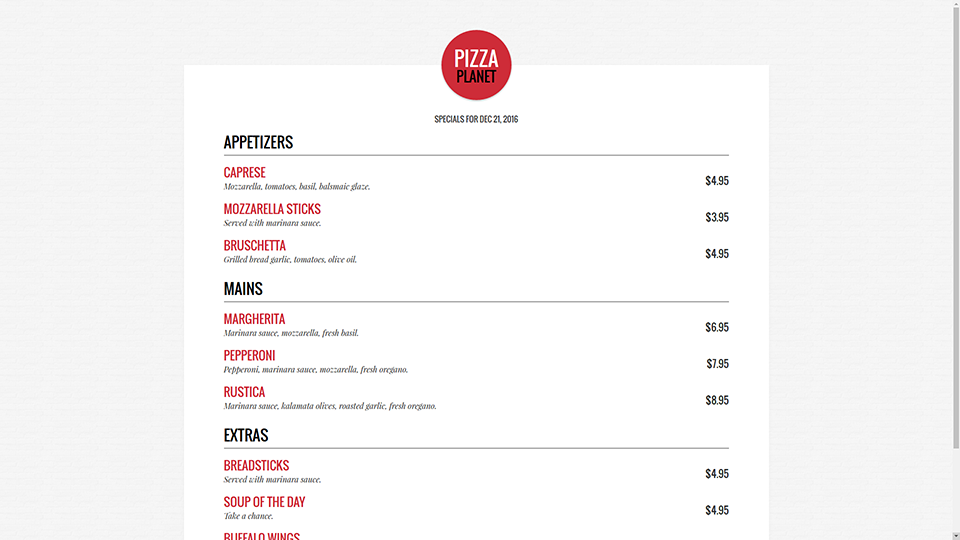 PIZZA
PLANET
SPECIALS FOR DEC 21, 2016
APPETIZERS
CAPRESE
$4.95
Mozzarella, tomatoes, basil, balsmaic glaze.
MOZZARELLA STICKS
$3.95
Served with marinara sauce.
BRUSCHETTA
$4.95
Grilled bread garlic, tomatoes, olive oil.
MAINS
MARGHERITA
$6.95
Marinara sauce, mozzarella, fresh basil.
PEPPERONI
$7.95
Pepperoni, marinara sauce, mozzarella, fresh oregano.
RUSTICA
$8.95
Marinara sauce, kalamata olives, roasted garlic, fresh oregano.
EXTRAS
BREADSTICKS
$4.95
Served with marinara sauce.
SOUP OF THE DAY
$4.95
Take a chance.
BUFFALO WINGS